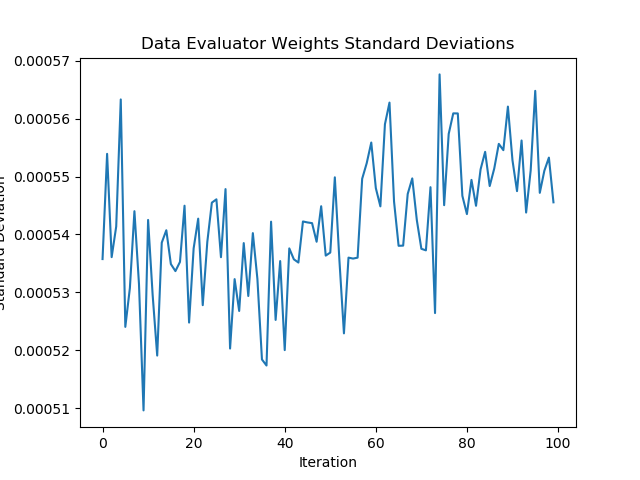 Data Evaluator Weights Standard Deviations
0.00057
0.00056
0.00055
0.00054
0.00053
0.00052
0.00051
Standard Deviation
0 20 40 60 80 100
Iteration